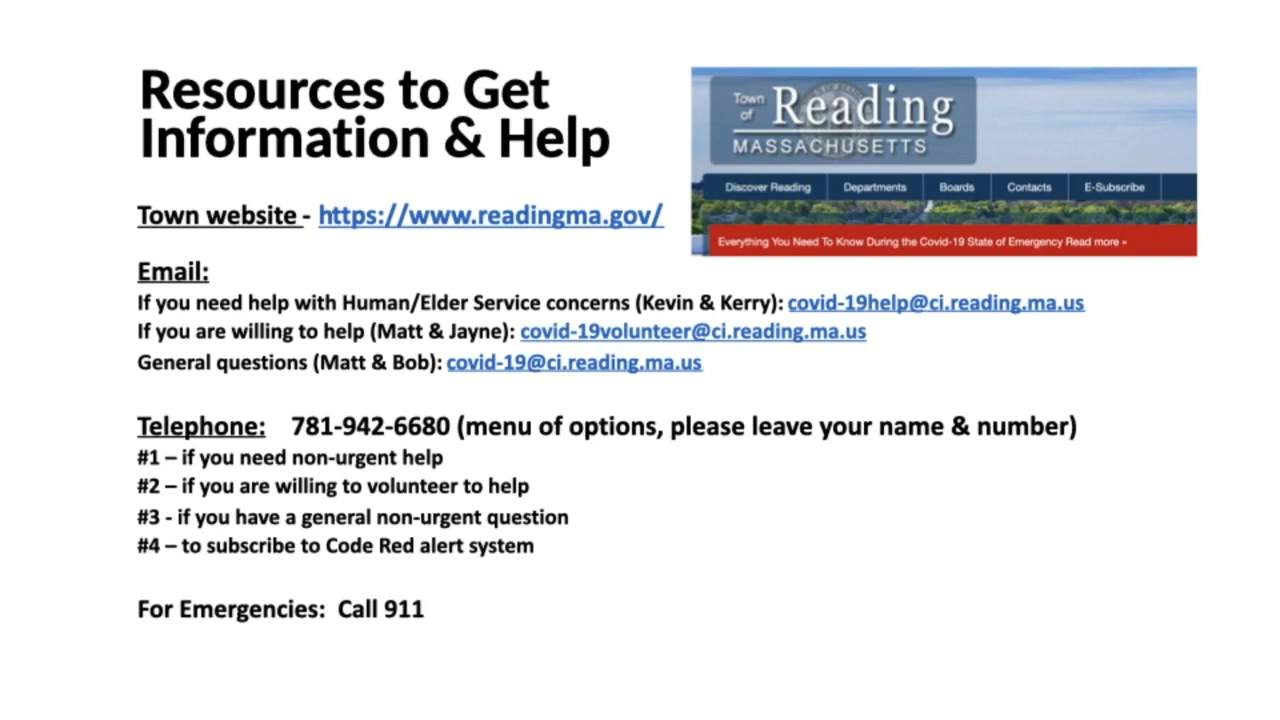 Resources to Get
Information & Help
Town of Reading
MASSACHUSETTS
Discover Reading Departments Boards Contacts E-Subscribe
Everything You Need To Know During the Covid-19 State of Emergency Read more »
Town website - https://www.readingma.gov/
Email:
If you need help with Human/Elder Service concerns (Kevin & Kerry): covid-19help@ci.reading.ma.us
If you are willing to help (Matt & Jayne): covid-19volunteer@ci.reading.ma.us
General questions (Matt & Bob): covid-19@ci.reading.ma.us
Telephone: 781-942-6680 (menu of options, please leave your name & number)
#1 – if you need non-urgent help
#2 – if you are willing to volunteer to help
#3 - if you have a general non-urgent question
#4 – to subscribe to Code Red alert system
For Emergencies: Call 911